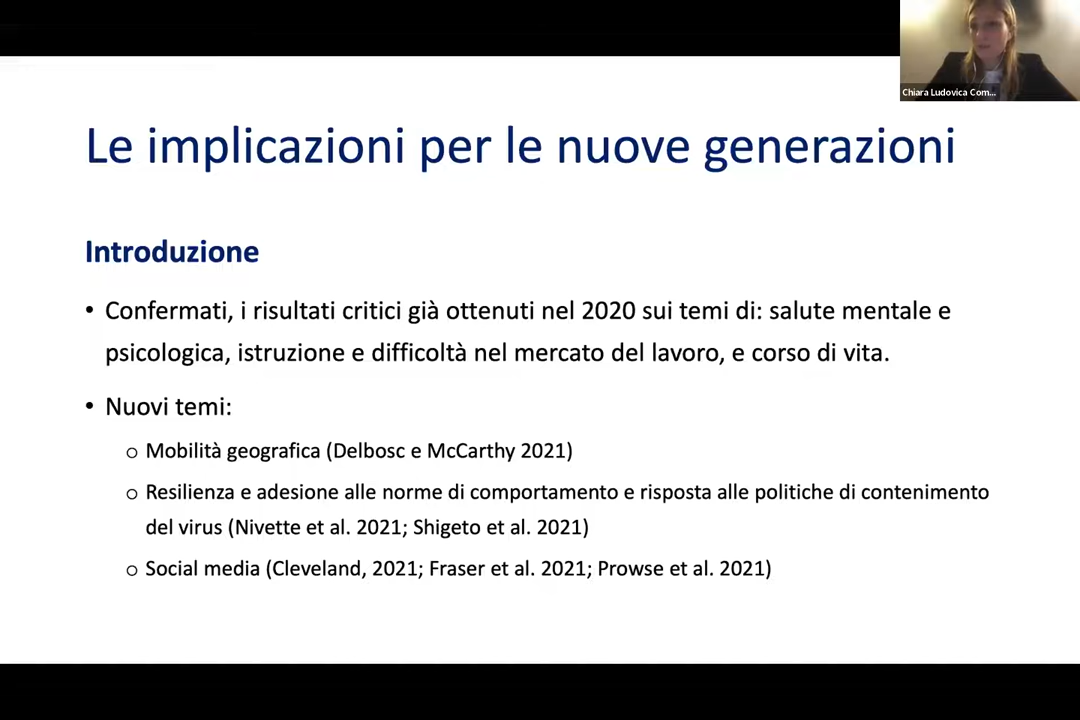 Chiara Ludovica Com...
Le implicazioni per le nuove generazioni
Introduzione
• Confermati, i risultati critici già ottenuti nel 2020 sui temi di: salute mentale e
psicologica, istruzione e difficoltà nel mercato del lavoro, e corso di vita.
• Nuovi temi:
o Mobilità geografica (Delbosc e McCarthy 2021)
o Resilienza e adesione alle norme di comportamento e risposta alle politiche di contenimento
del virus (Nivette et al. 2021; Shigeto et al. 2021)
o Social media (Cleveland, 2021; Fraser et al. 2021; Prowse et al. 2021)